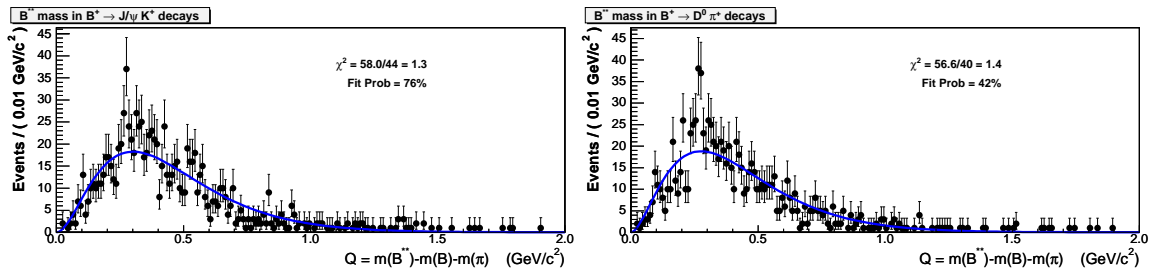 B** mass in B⁺ → J/ψ K⁺ decays
Events / ( 0.01 GeV/c² )
45
40
35
30
25
20
15
10
5
0
χ² = 58.0/44 = 1.3
Fit Prob = 76%
0.0 0.5 1.0 1.5 2.0
Q = m(B**)-m(B)-m(π) (GeV/c²)
B** mass in B⁺ → D⁰ π⁺ decays
Events / ( 0.01 GeV/c² )
45
40
35
30
25
20
15
10
5
0
χ² = 56.6/40 = 1.4
Fit Prob = 42%
0.0 0.5 1.0 1.5 2.0
Q = m(B**)-m(B)-m(π) (GeV/c²)